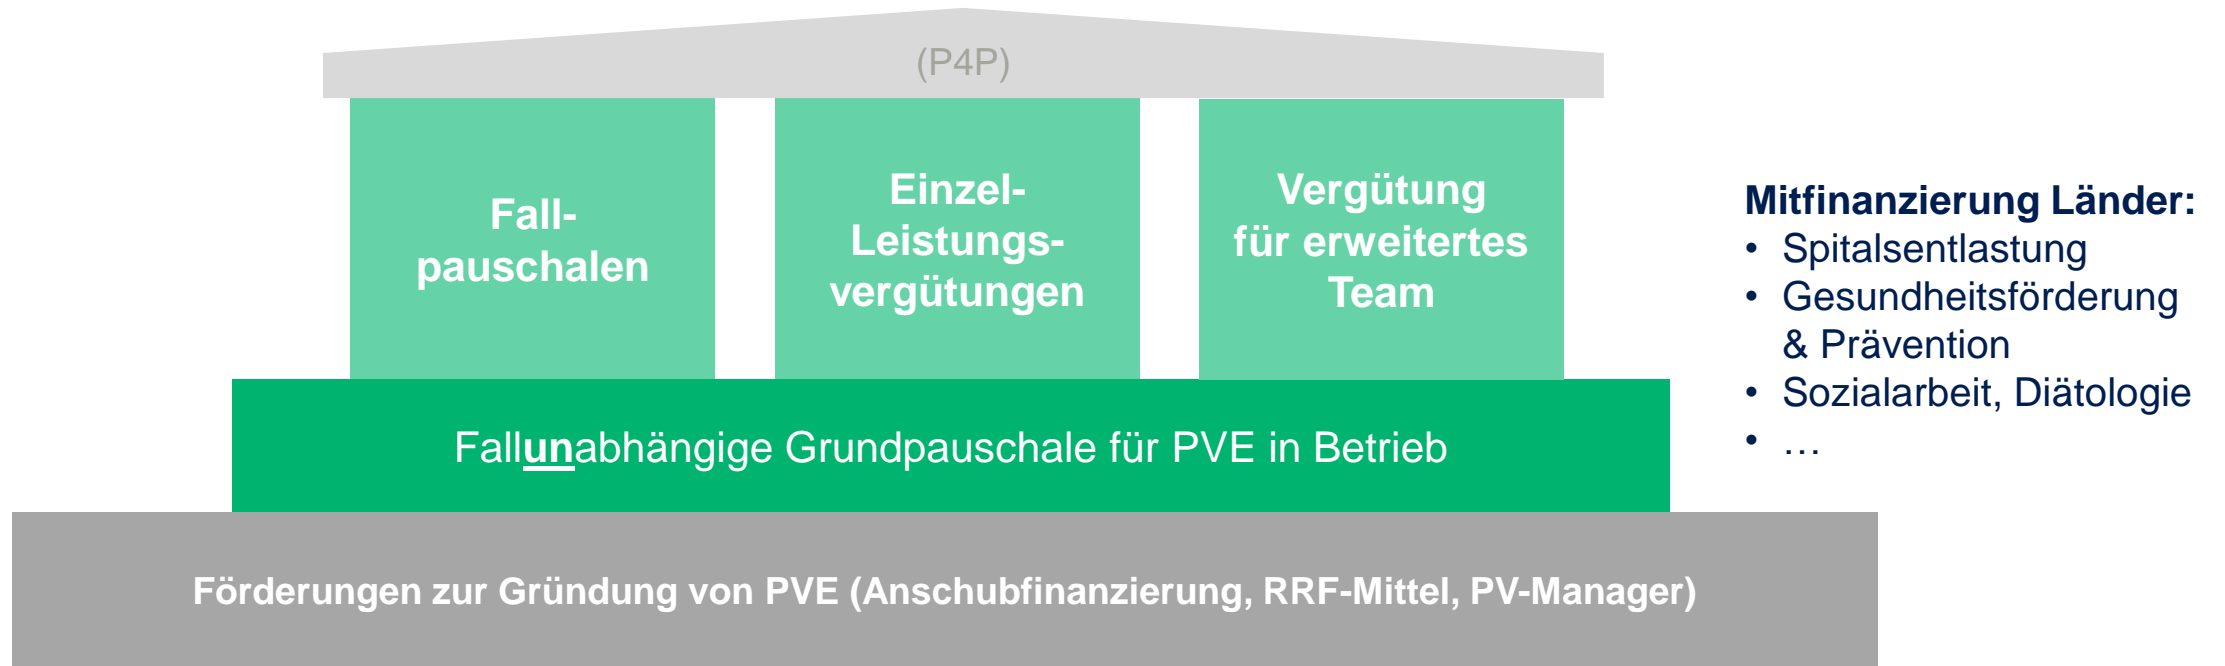 (P4P)
Fall-
pauschalen
Einzel-
Leistungs-
vergütungen
Vergütung
für erweitertes
Team
Mitfinanzierung Länder:
• Spitalsentlastung
• Gesundheitsförderung
& Prävention
• Sozialarbeit, Diätologie
• …
Fallunabhängige Grundpauschale für PVE in Betrieb
Förderungen zur Gründung von PVE (Anschubfinanzierung, RRF-Mittel, PV-Manager)